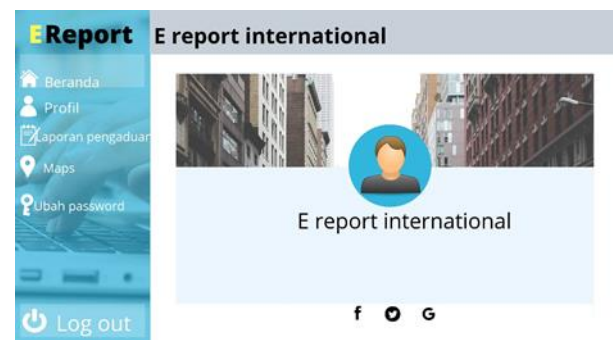 EReport
E report international
Beranda
Profil
Laporan pengaduan
Maps
Ubah password
Log out
E report international
f G